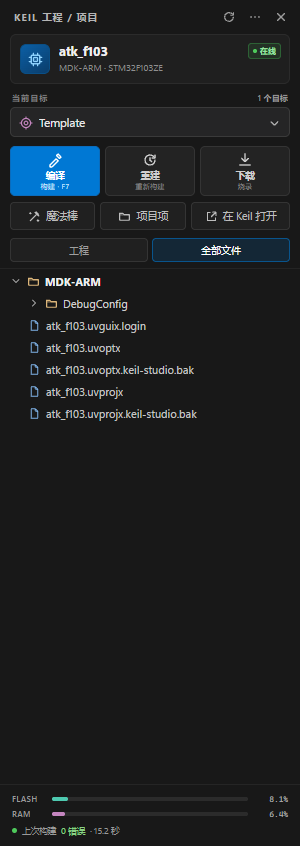 KEIL 工程 / 项目
atk_f103
在线
MDK-ARM · STM32F103ZE
当前目标
1 个目标
Template
编译
构建 · F7
重建
重新构建
下载
烧录
魔法棒
项目项
在 Keil 打开
工程
全部文件
MDK-ARM
DebugConfig
atk_f103.uvguix.login
atk_f103.uvoptx
atk_f103.uvoptx.keil-studio.bak
atk_f103.uvprojx
atk_f103.uvprojx.keil-studio.bak
FLASH 8.1%
RAM 6.4%
上次构建 0 错误 · 15.2 秒